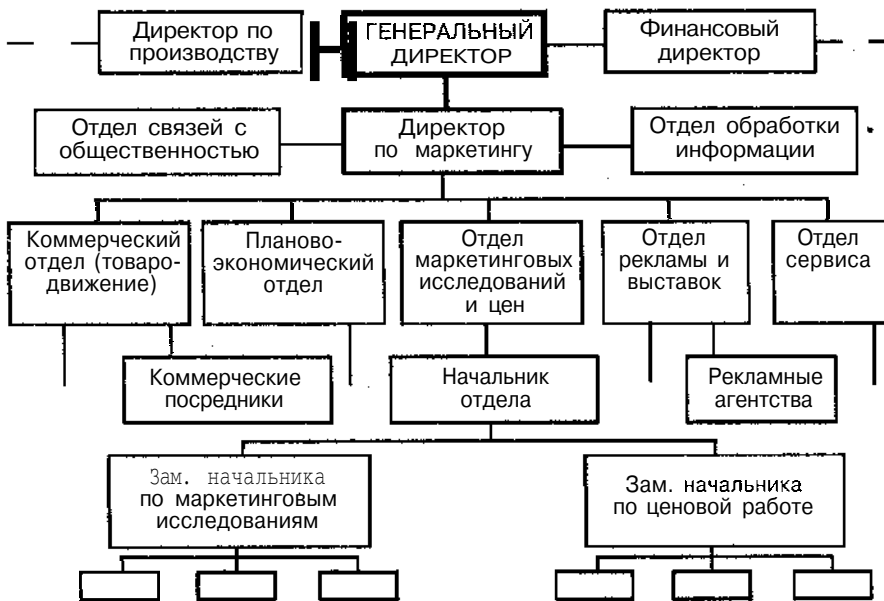 Директор по
производству
ГЕНЕРАЛЬНЫЙ
ДИРЕКТОР
Финансовый
директор
Отдел связей с
общественностью
Директор
по маркетингу
Отдел обработки
информации
Коммерческий
отдел (товаро-
движение)
Планово-
экономический
отдел
Отдел
маркетинговых
исследований
и цен
Отдел
рекламы и
выставок
Отдел
сервиса
Коммерческие
посредники
Начальник
отдела
Рекламные
агентства
Зам. начальника
по маркетинговым
исследованиям
Зам. начальника
по ценовой работе